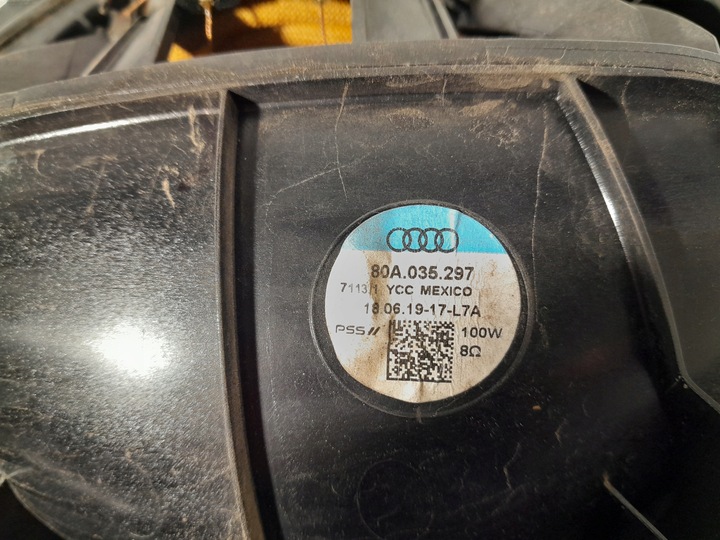 80A.035.297
7113/1 YCC MEXICO
18.06.19-17-L7A
PSS//
100W
8Ω